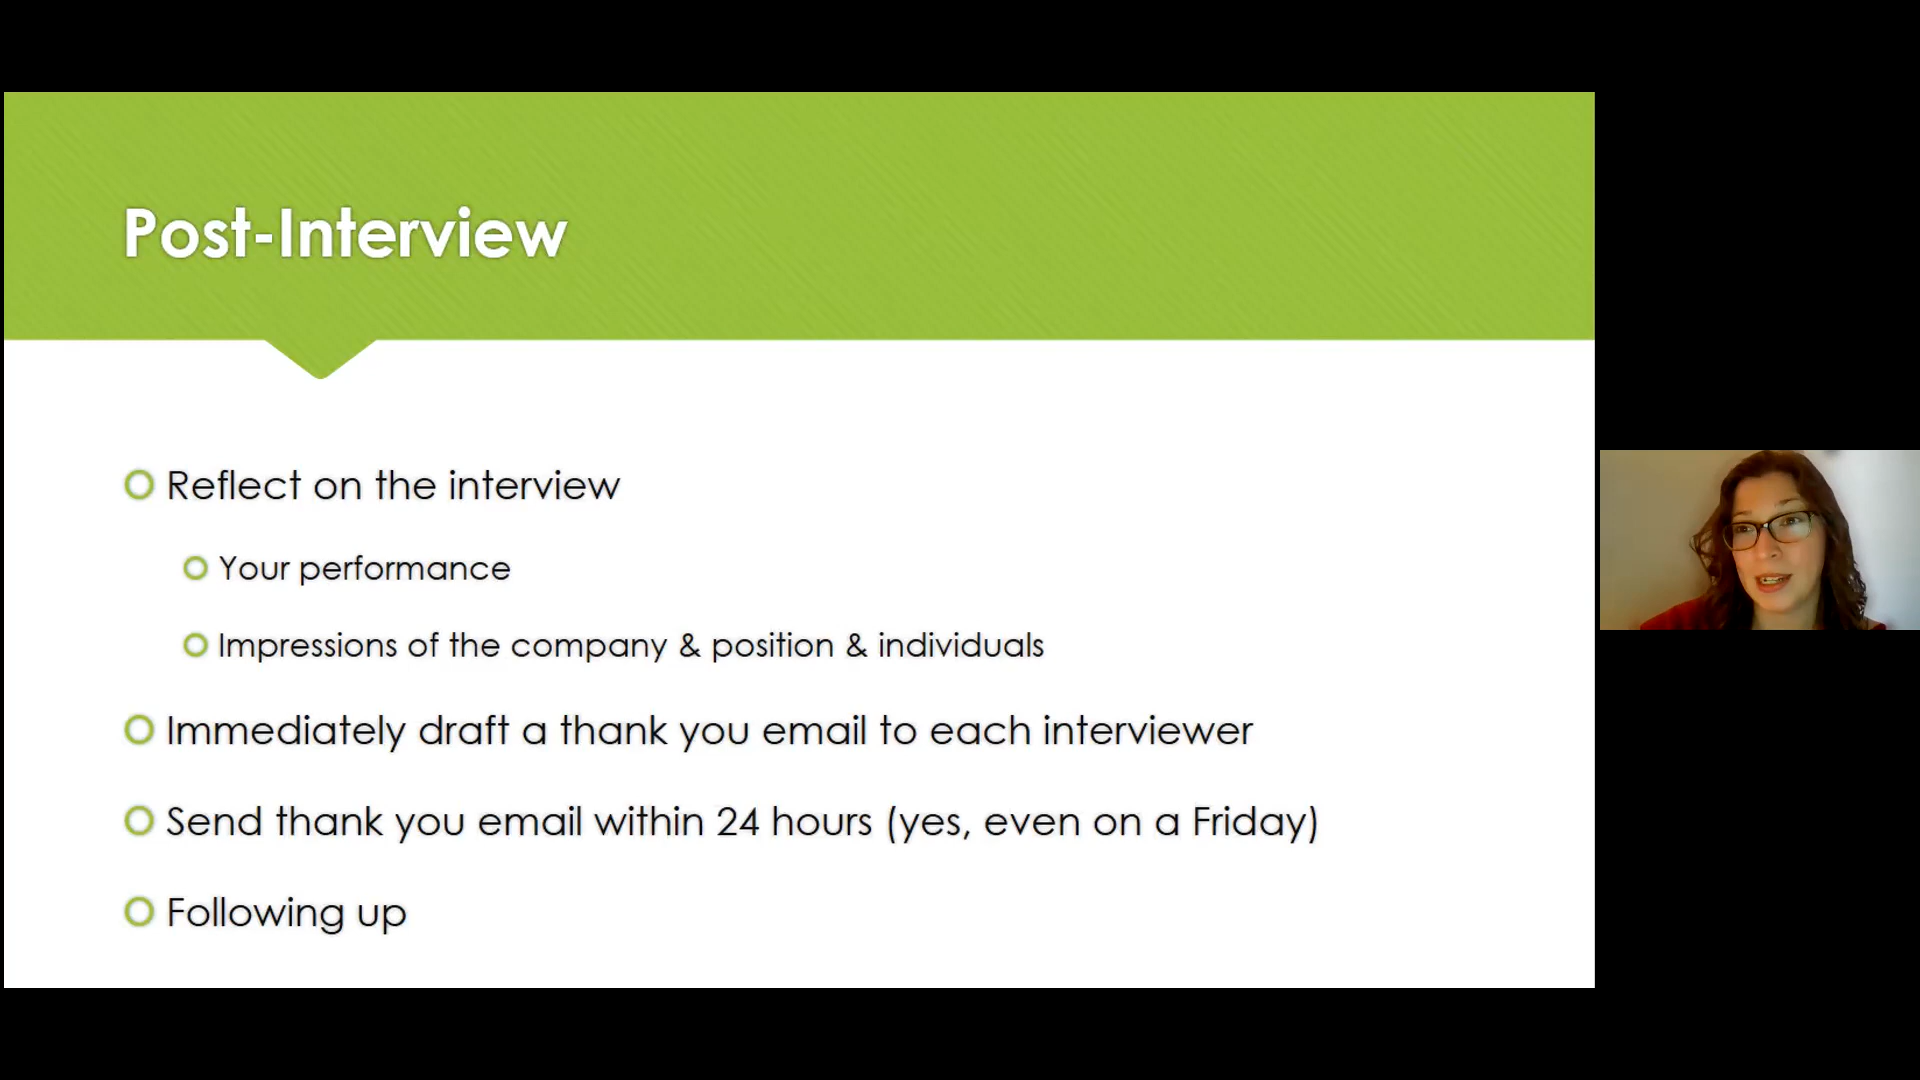 Post-Interview
Reflect on the interview
Your performance
Impressions of the company & position & individuals
Immediately draft a thank you email to each interviewer
Send thank you email within 24 hours (yes, even on a Friday)
Following up